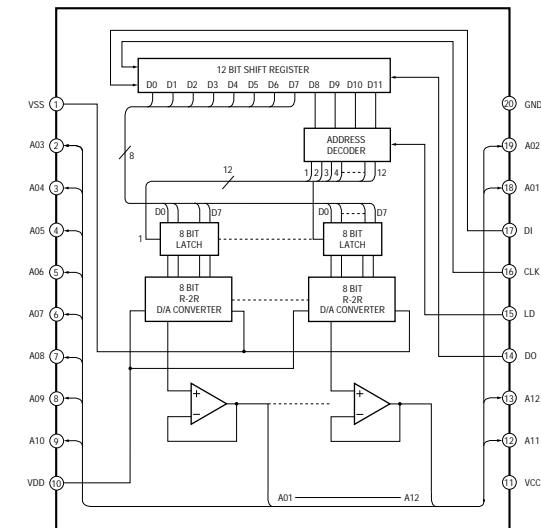 12 BIT SHIFT REGISTER
D0 D1 D2 D3 D4 D5 D6 D7 D8 D9 D10 D11
VSS 1
20 GND
A03 2
ADDRESS
DECODER
19 A02
8
12
1 2 3 4 12
A04 3
18 A01
D0 D7
D0 D7
A05 4
1
8 BIT
LATCH
8 BIT
LATCH
17 DI
A06 5
16 CLK
8 BIT
R-2R
D/A CONVERTER
8 BIT
R-2R
D/A CONVERTER
A07 6
15 LD
A08 7
14 DO
A09 8
+
−
+
−
13 A12
A10 9
12 A11
VDD 10
11 VCC
A01 A12